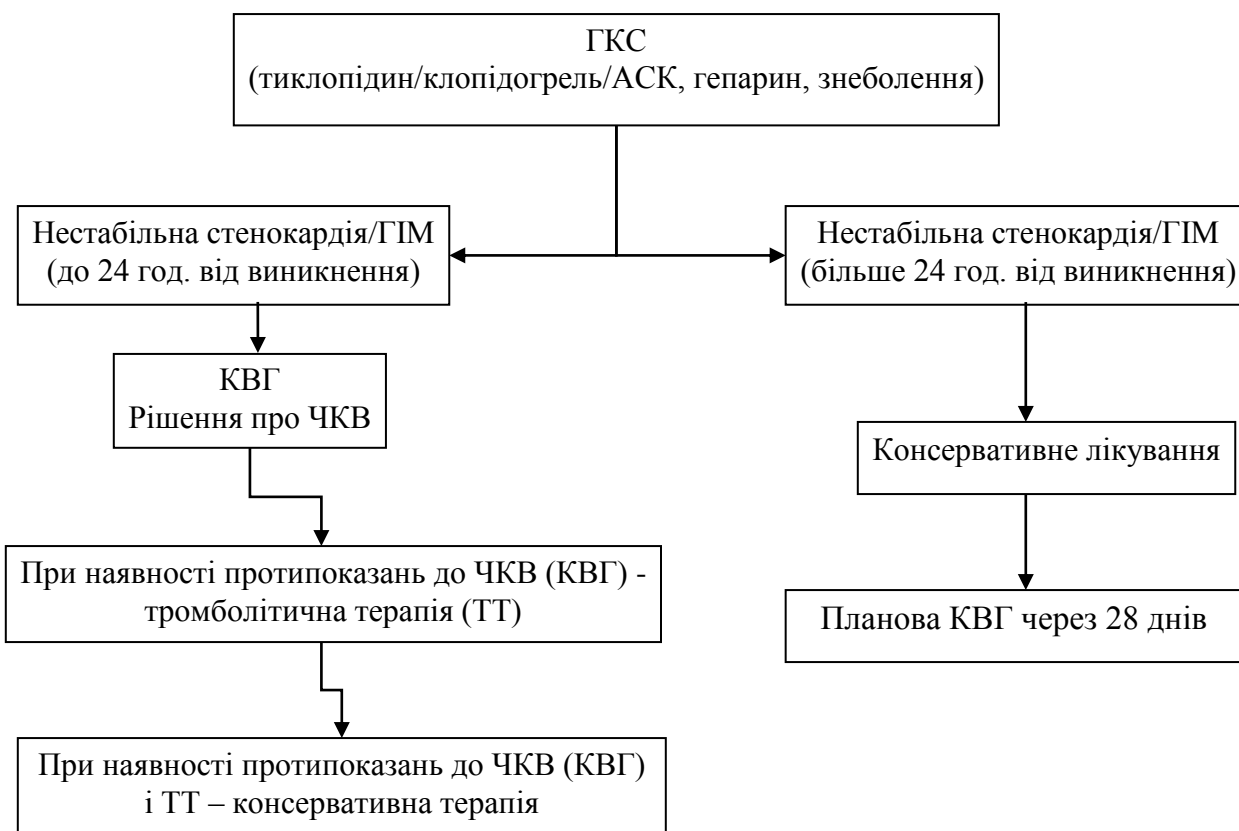 ГКС
(тиклопідин/клопідогрель/АСК, гепарин, знеболення)
Нестабільна стенокардія/ГІМ
(до 24 год. від виникнення)
Нестабільна стенокардія/ГІМ
(більше 24 год. від виникнення)
КВГ
Рішення про ЧКВ
Консервативне лікування
При наявності протипоказань до ЧКВ (КВГ) -
тромболітична терапія (ТТ)
Планова КВГ через 28 днів
При наявності протипоказань до ЧКВ (КВГ)
і ТТ – консервативна терапія